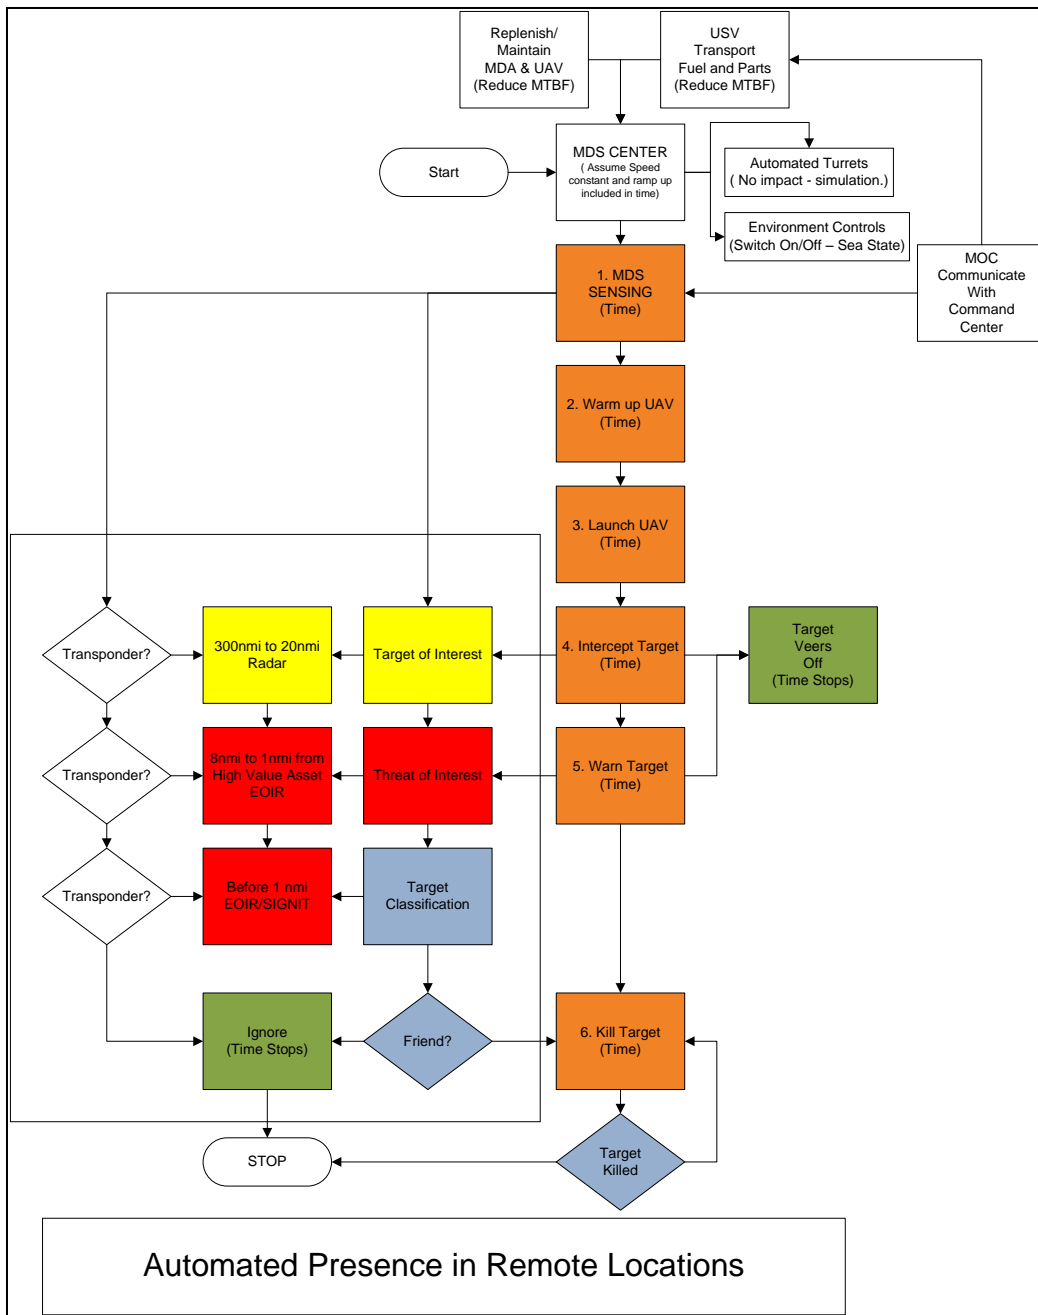 Replenish/
Maintain
MDA & UAV
(Reduce MTBF)
USV
Transport
Fuel and Parts
(Reduce MTBF)
Start
MDS CENTER
( Assume Speed
constant and ramp up
included in time)
Automated Turrets
( No impact - simulation.)
Environment Controls
(Switch On/Off – Sea State)
MOC
Communicate
With
Command
Center
1. MDS
SENSING
(Time)
2. Warm up UAV
(Time)
3. Launch UAV
(Time)
Transponder?
300nmi to 20nmi
Radar
Target of Interest
4. Intercept Target
(Time)
Target
Veers
Off
(Time Stops)
Transponder?
8nmi to 1nmi from
High Value Asset
EOIR
Threat of Interest
5. Warn Target
(Time)
Transponder?
Before 1 nmi
EOIR/SIGNIT
Target
Classification
Ignore
(Time Stops)
Friend?
6. Kill Target
(Time)
STOP
Target
Killed
Automated Presence in Remote Locations